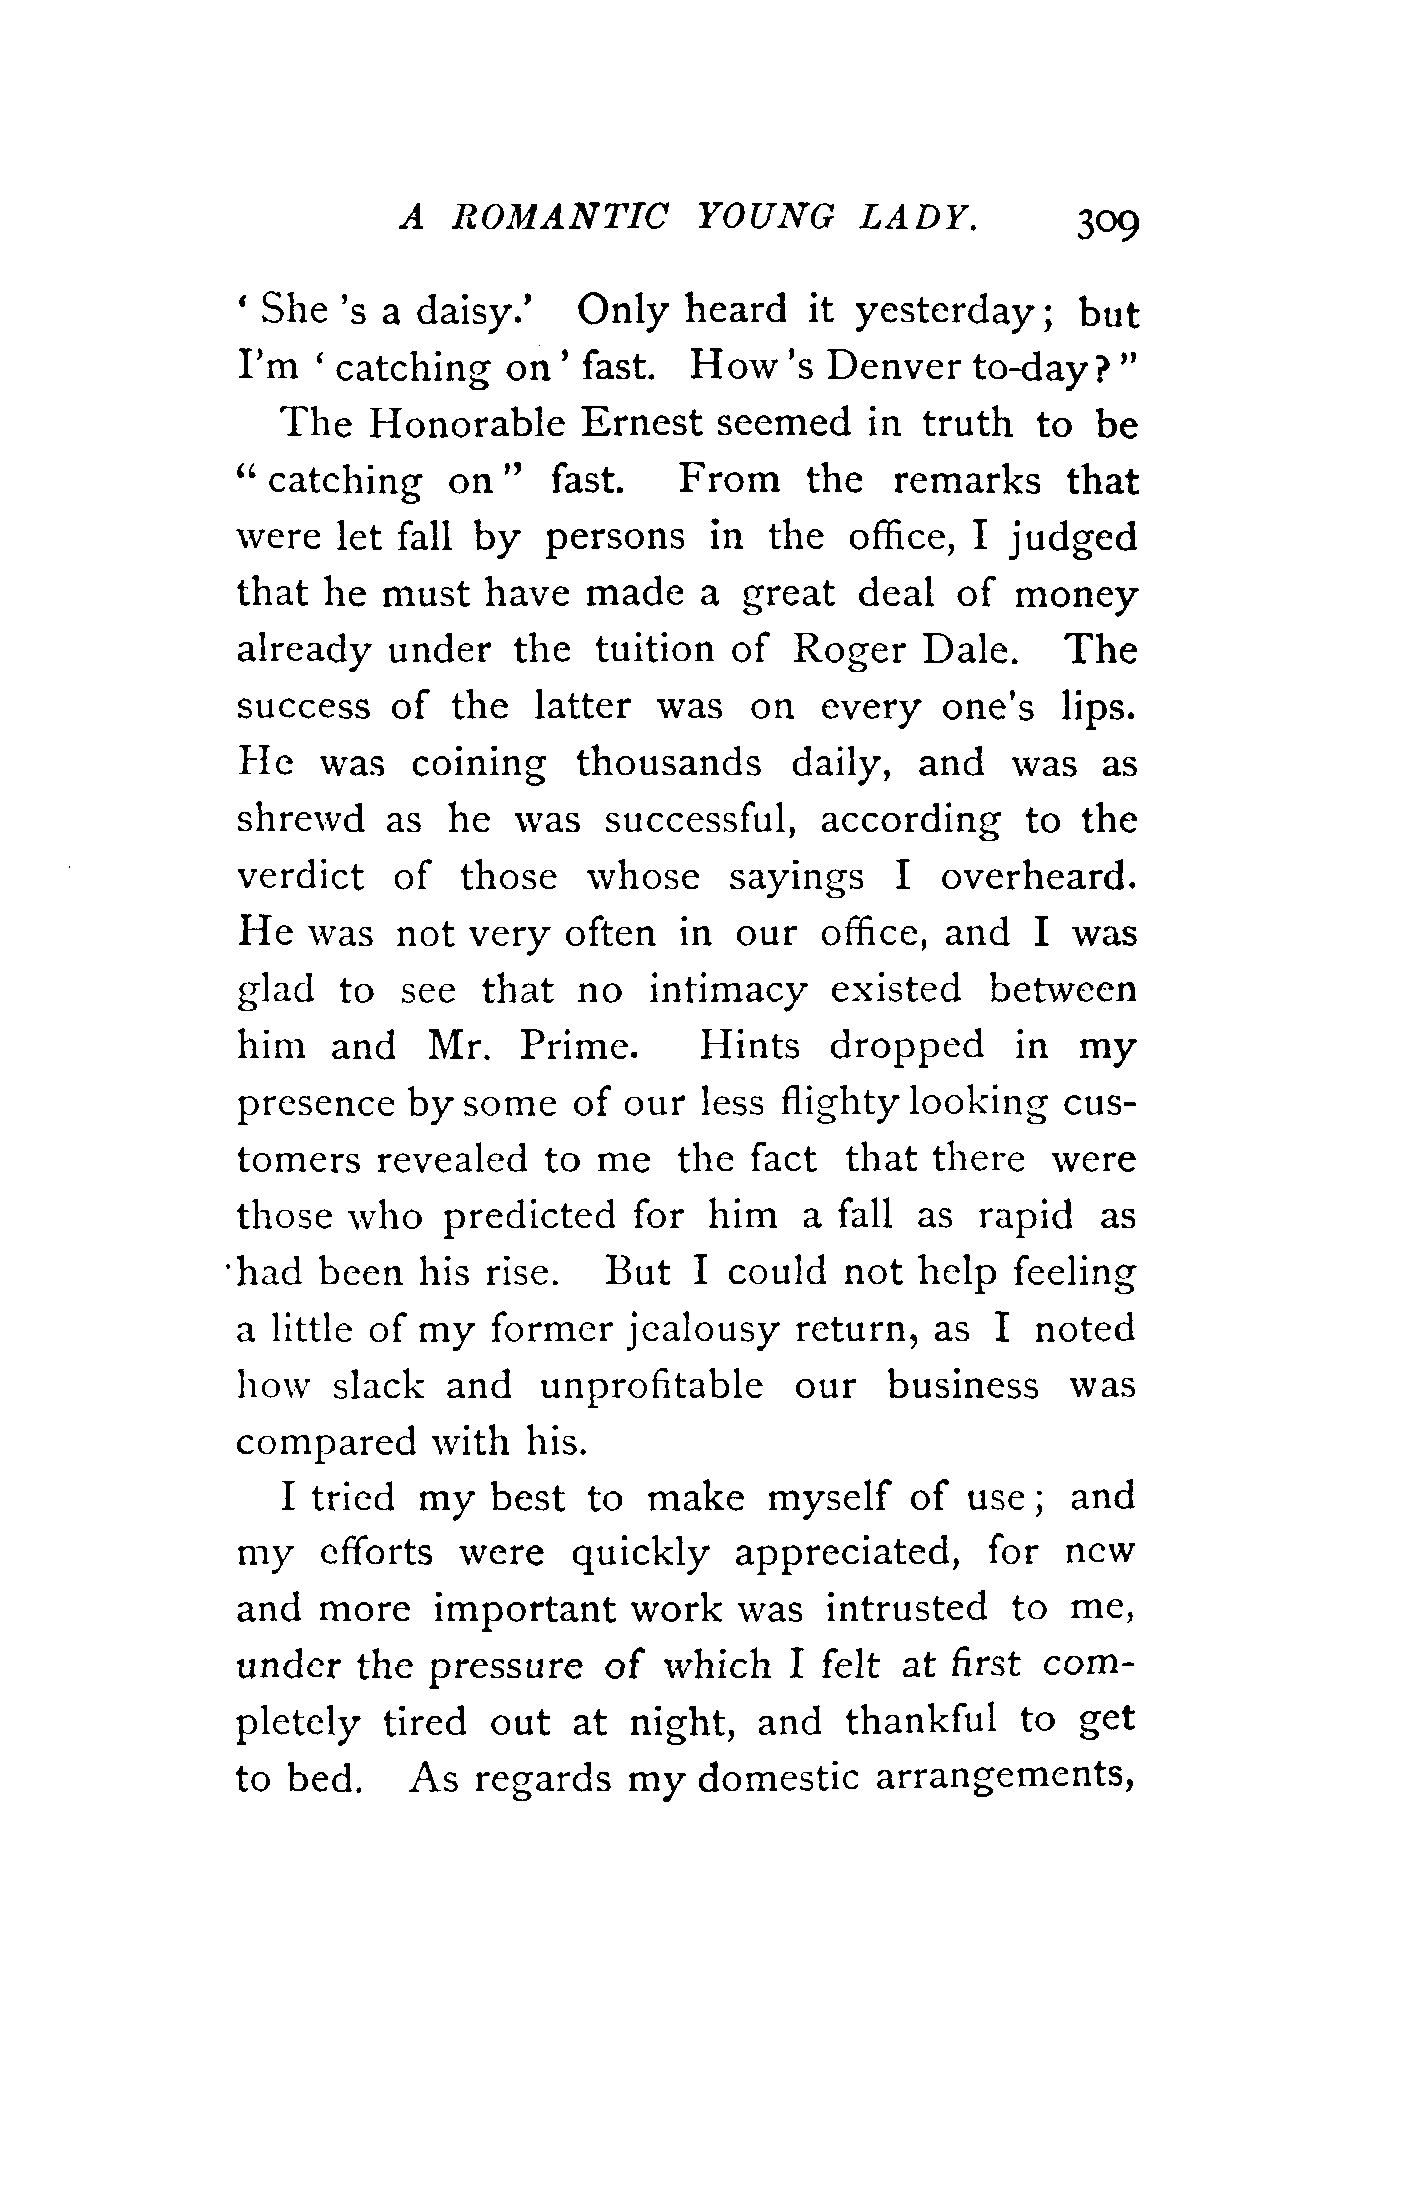 A ROMANTIC YOUNG LADY. 309
‘ She ’s a daisy.’ Only heard it yesterday; but
I’m ‘ catching on ’ fast. How ’s Denver to-day? ”
The Honorable Ernest seemed in truth to be
“ catching on ” fast. From the remarks that
were let fall by persons in the office, I judged
that he must have made a great deal of money
already under the tuition of Roger Dale. The
success of the latter was on every one’s lips.
He was coining thousands daily, and was as
shrewd as he was successful, according to the
verdict of those whose sayings I overheard.
He was not very often in our office, and I was
glad to see that no intimacy existed between
him and Mr. Prime. Hints dropped in my
presence by some of our less flighty looking cus-
tomers revealed to me the fact that there were
those who predicted for him a fall as rapid as
had been his rise. But I could not help feeling
a little of my former jealousy return, as I noted
how slack and unprofitable our business was
compared with his.
I tried my best to make myself of use; and
my efforts were quickly appreciated, for new
and more important work was intrusted to me,
under the pressure of which I felt at first com-
pletely tired out at night, and thankful to get
to bed. As regards my domestic arrangements,